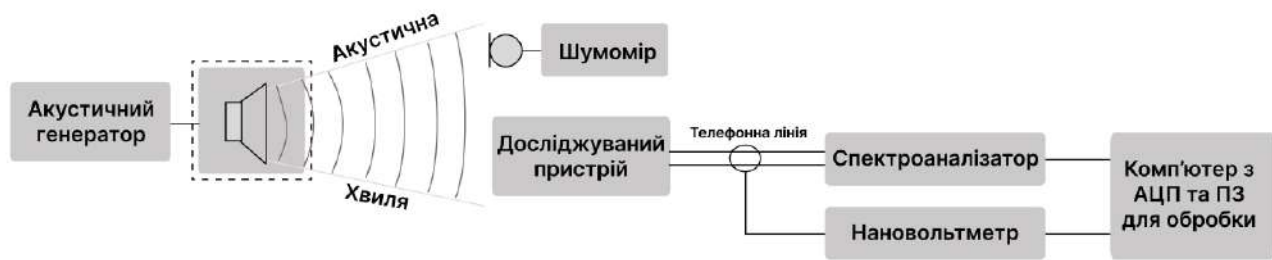 Акустичний
генератор
Акустична
Хвиля
Шумомір
Досліджуваний
пристрій
Телефонна лінія
Спектроаналізатор
Нановольтметр
Комп'ютер з
АЦП та ПЗ
для обробки